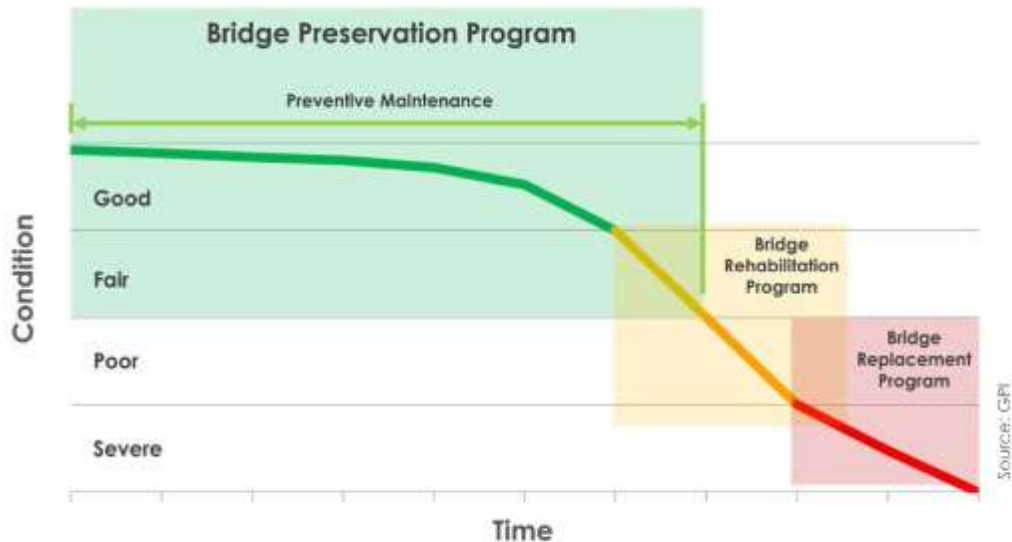 Bridge Preservation Program
Preventive Maintenance
Good
Fair
Poor
Severe
Condition
Bridge
Rehabilitation
Program
Bridge
Replacement
Program
Time
Source: GPI